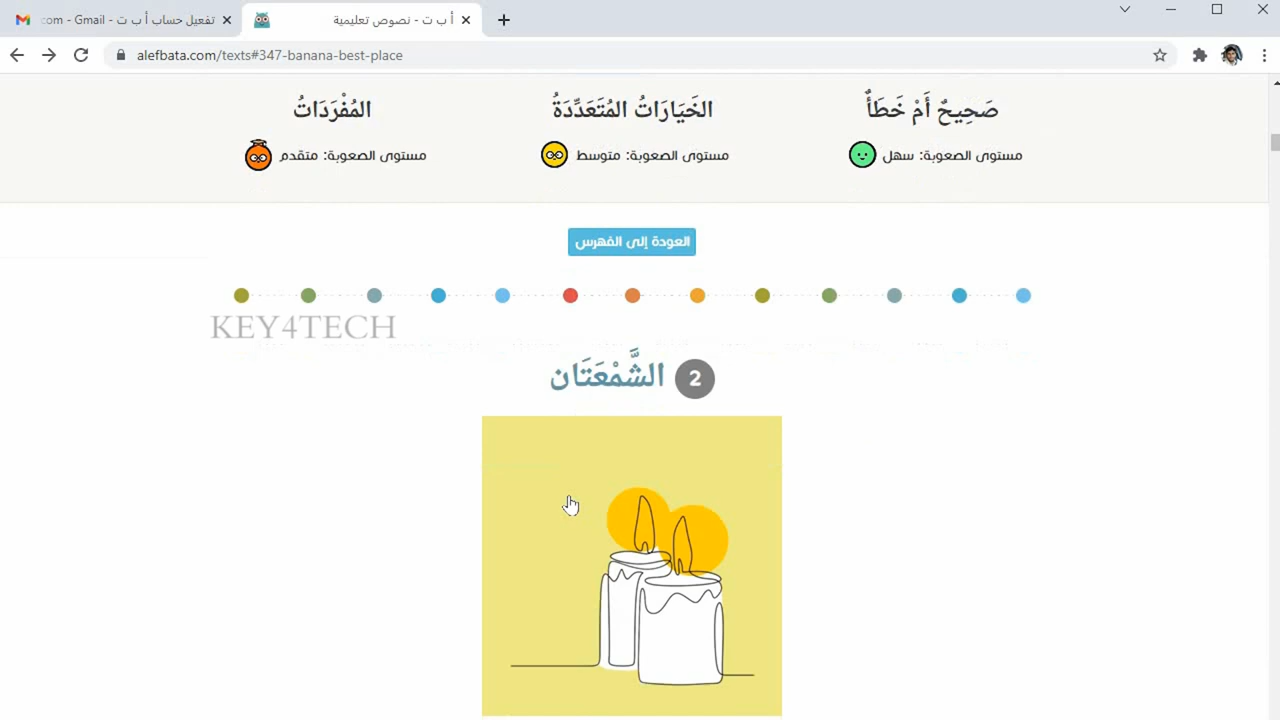 تفعيل حساب أ ب ت - com - Gmail
أ ب ت - نصوص تعليمية
alefbata.com/texts#347-banana-best-place
صَحِيحٌ أَمْ خَطَأٌ
الخَيَارَاتُ المُتَعَدِّدَةُ
المُفْرَدَاتُ
مستوى الصعوبة: سهل
مستوى الصعوبة: متوسط
مستوى الصعوبة: متقدم
العودة إلى الفهرس
KEY4TECH
2 الشَّمْعَتَان